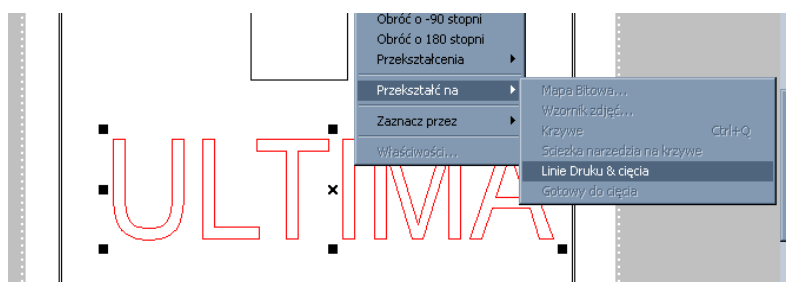 Obróć o -90 stopni
Obróć o 180 stopni
Przekształcenia
Przekształć na
Zaznacz przez
Właściwości...
Mapa Bitowa...
Wzornik zdjęć...
Krzywe Ctrl+Q
Sciezka narzedzia na krzywe
Linie Druku & cięcia
Gotowy do cięcia
ULTIMA